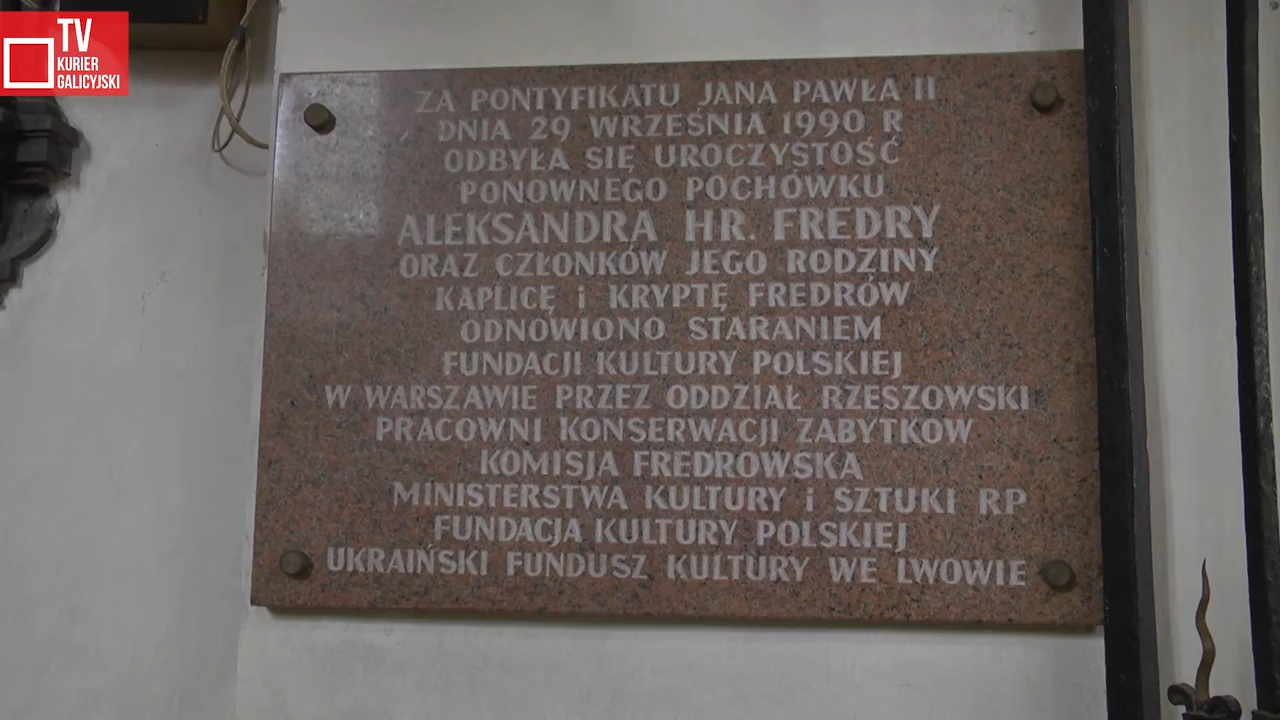 TV
KURIER
GALICYJSKI
ZA PONTYFIKATU JANA PAWŁA II
DNIA 29 WRZEŚNIA 1990 R
ODBYŁA SIĘ UROCZYSTOŚĆ
PONOWNEGO POCHÓWKU
ALEKSANDRA HR. FREDRY
ORAZ CZŁONKÓW JEGO RODZINY
KAPLICĘ i KRYPTĘ FREDRÓW
ODNOWIONO STARANIEM
FUNDACJI KULTURY POLSKIEJ
W WARSZAWIE PRZEZ ODDZIAŁ RZESZOWSKI
PRACOWNI KONSERWACJI ZABYTKÓW
KOMISJA FREDROWSKA
MINISTERSTWA KULTURY i SZTUKI RP
FUNDACJA KULTURY POLSKIEJ
UKRAIŃSKI FUNDUSZ KULTURY WE LWOWIE